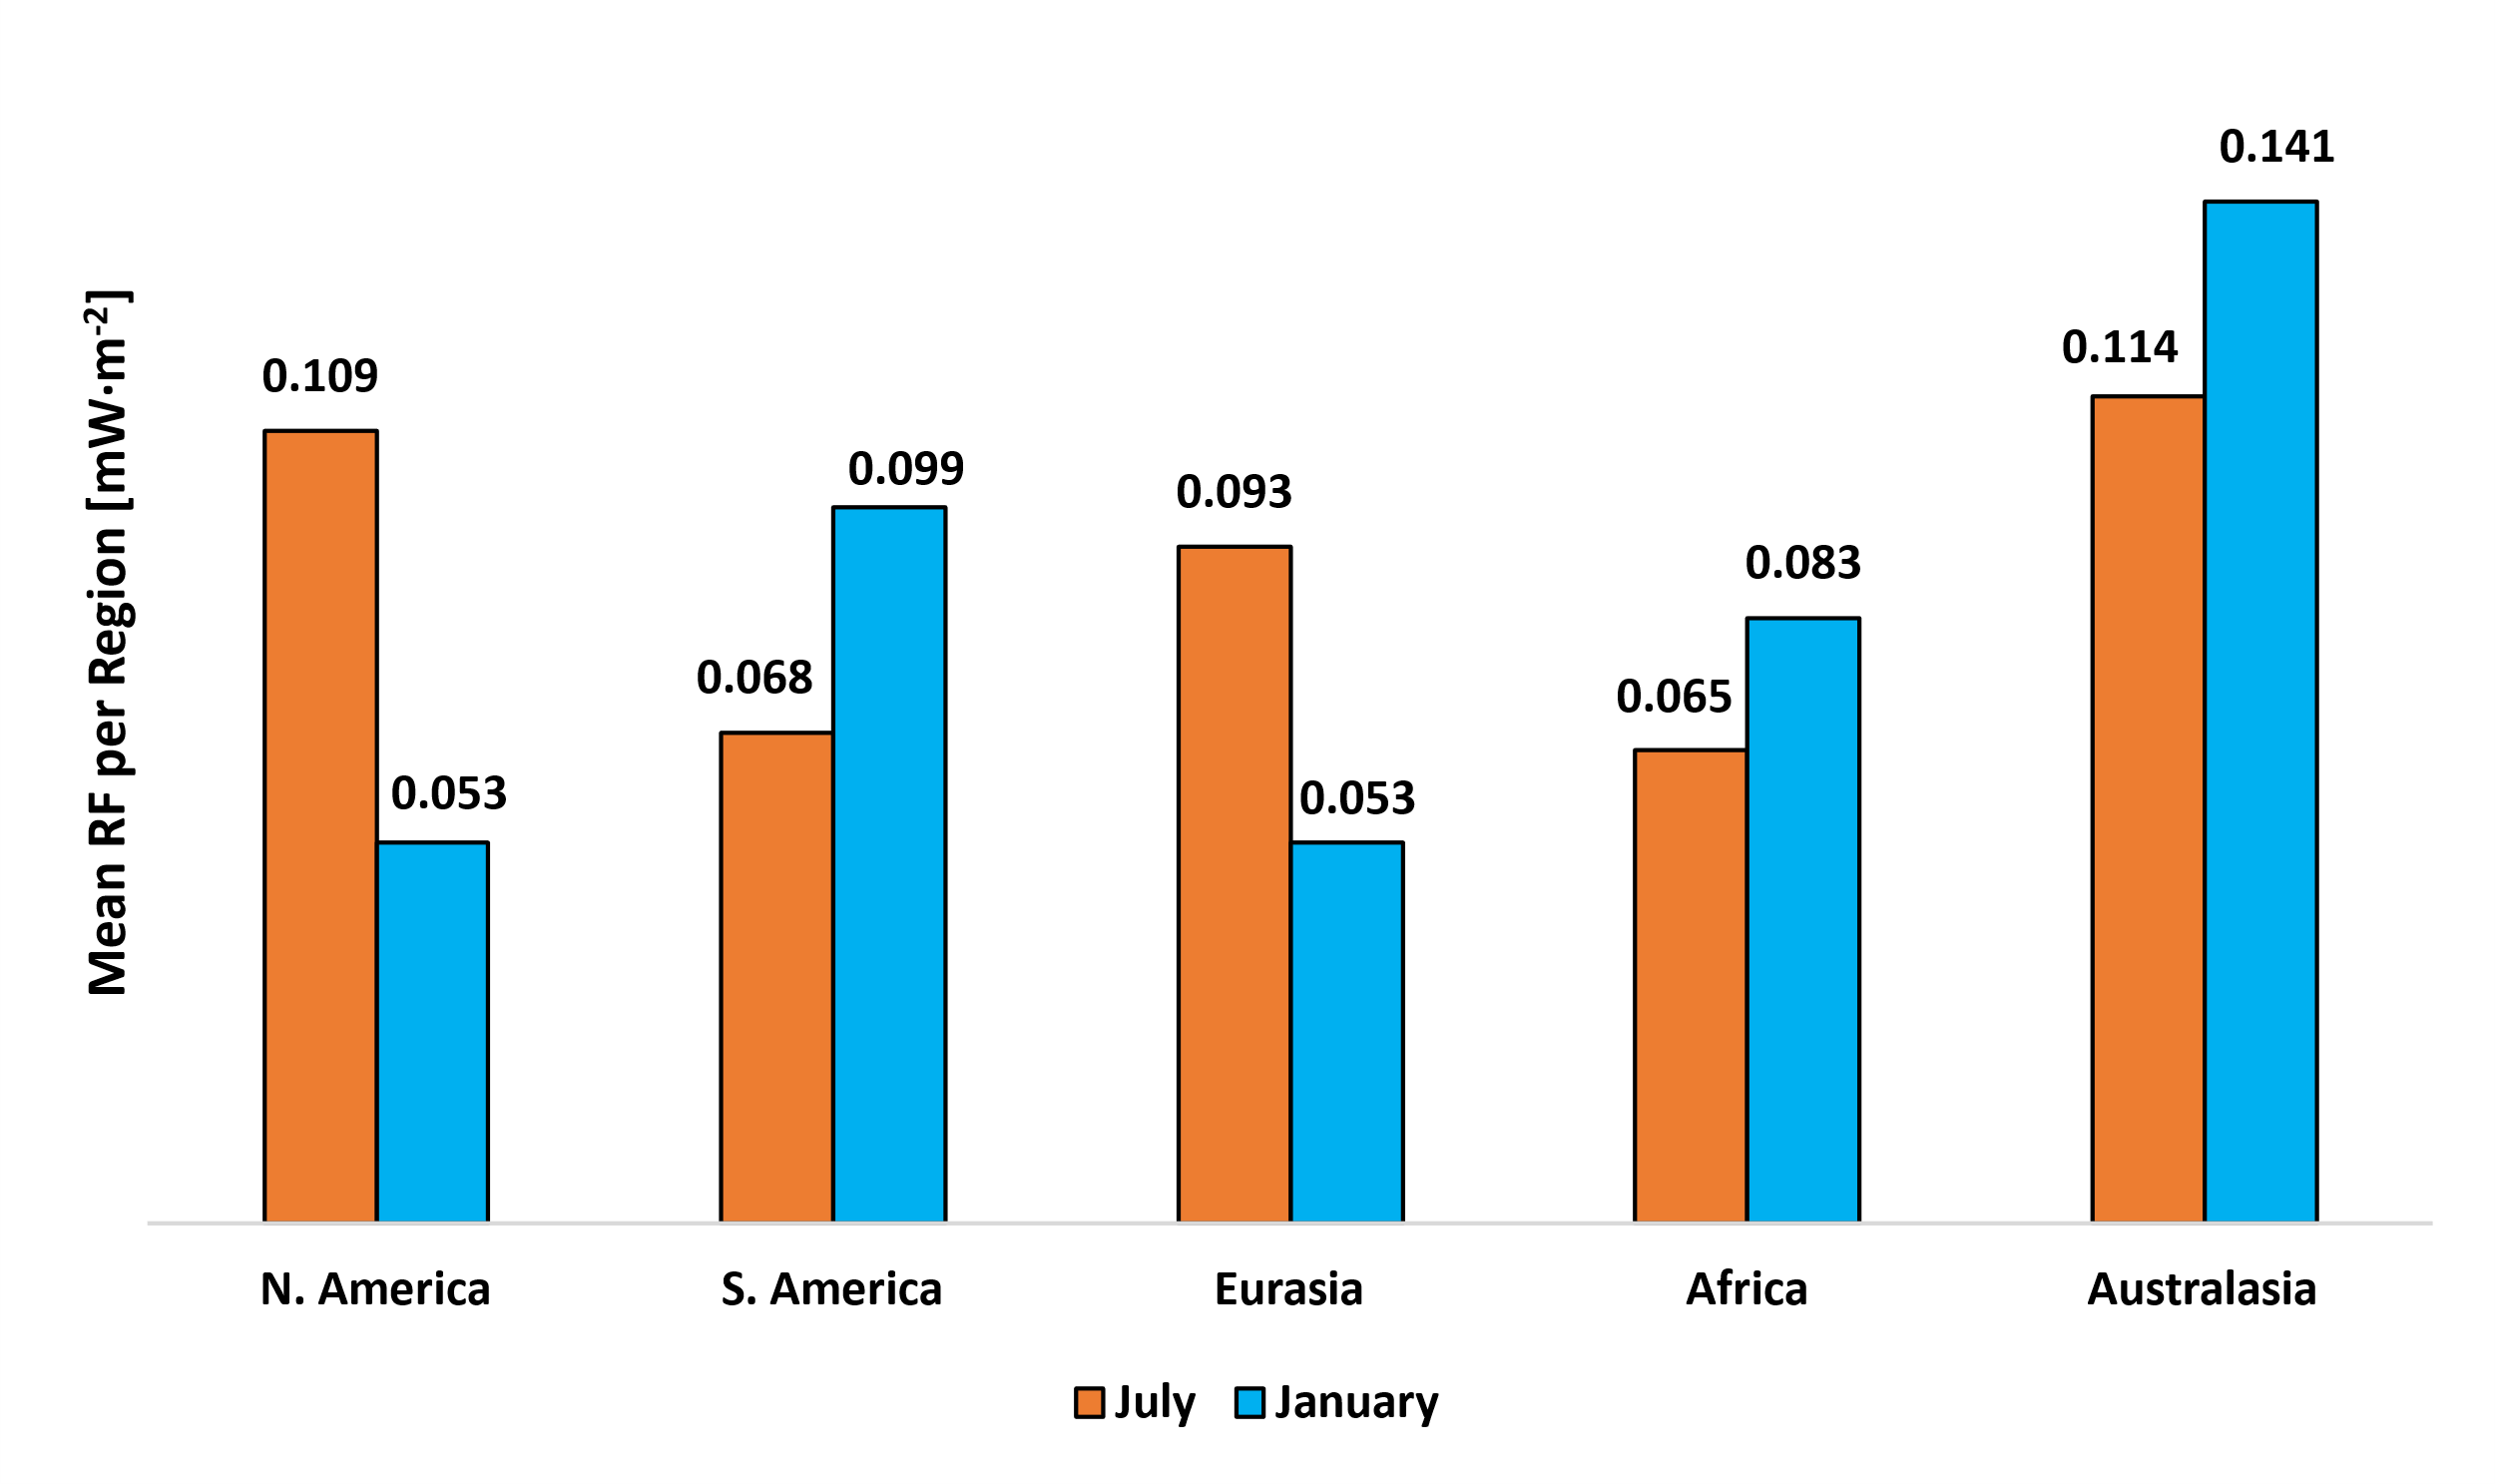 Mean RF per Region [mW·m⁻²]
0.109
0.053
0.068
0.099
0.093
0.053
0.065
0.083
0.114
0.141
N. America
S. America
Eurasia
Africa
Australasia
July
January